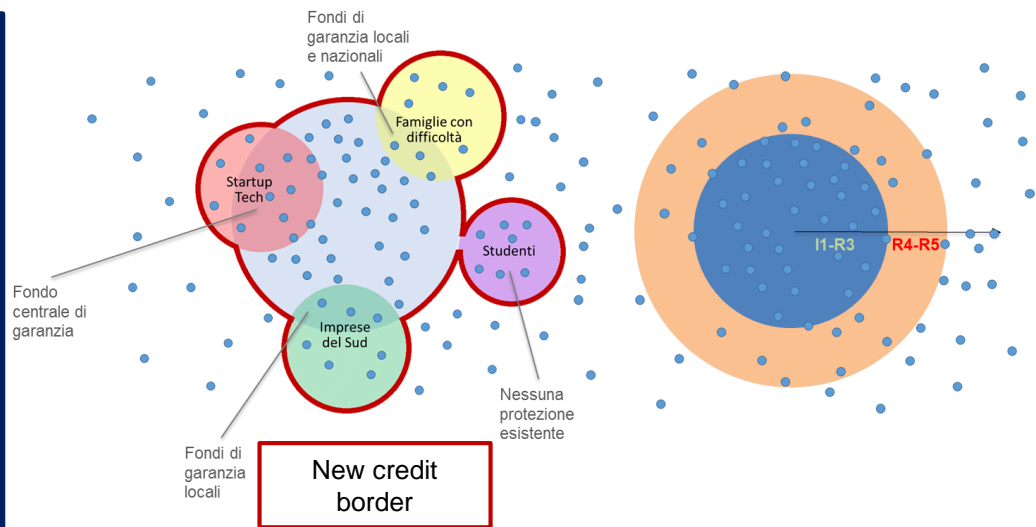 Fondi di
garanzia locali
e nazionali
Famiglie con
difficoltà
Startup
Tech
Studenti
I1-R3
R4-R5
Fondo
centrale di
garanzia
Imprese
del Sud
Nessuna
protezione
esistente
Fondi di
garanzia
locali
New credit
border